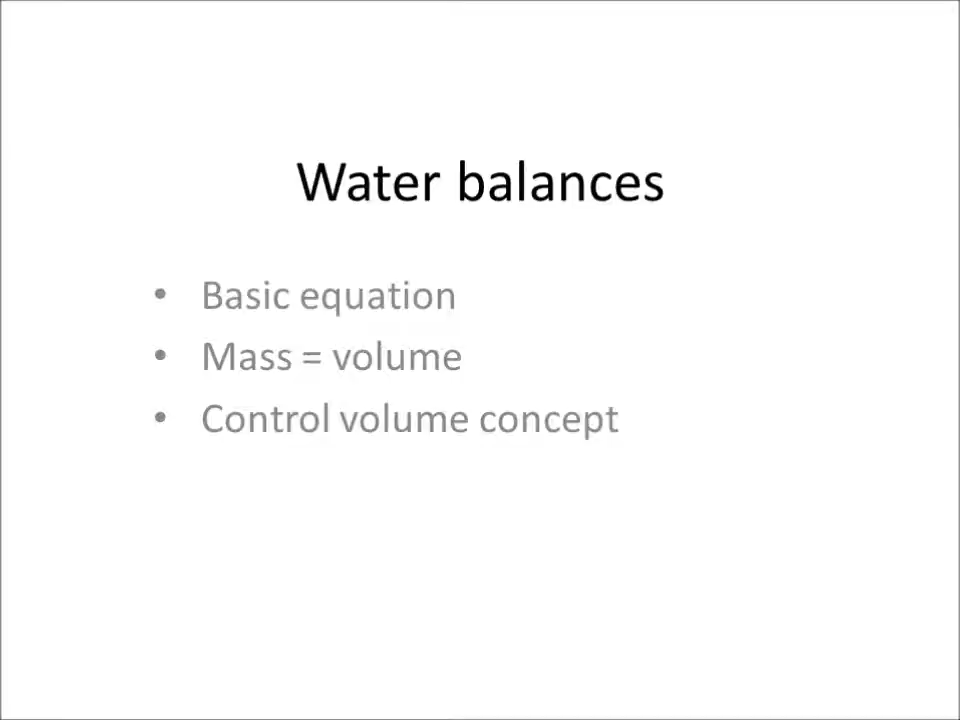 Water balances
• Basic equation
• Mass = volume
• Control volume concept